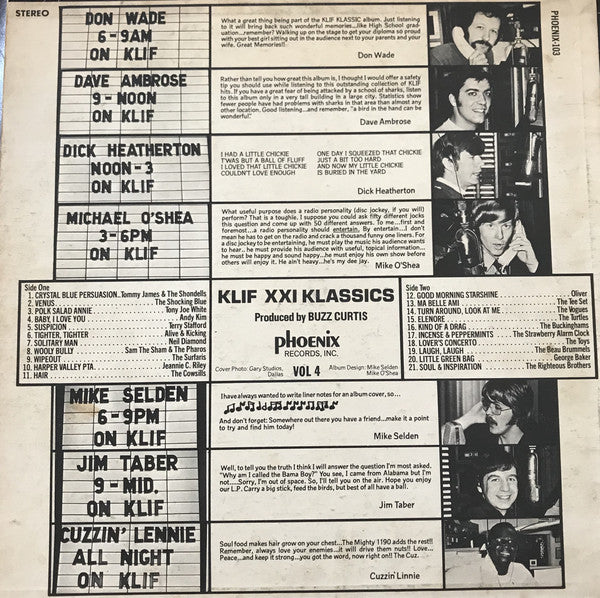 STEREO
PHOENIX-103
DON WADE
6-9AM
ON KLIF
What a great thing being part of the KLIF KLASSIC album. Just listening
to it will bring back so many wonderful memories...like High School grad-
uation...remember? Walking up on the stage to get your diploma so proud
with your best girl sitting out in the audience next to your parents and your
wife. Great Memories!!
Don Wade
DAVE AMBROSE
9-NOON
ON KLIF
Rather than tell you how great this album is, I thought I would offer a safety
tip you should use while listening to this outstanding collection of KLIF
hits. If you have a great fear of being attacked by a school of sharks, listen
to this album only in a very tall building in a large city. Statistics show
fewer people have had problems with sharks in that area than almost any
other location. Good listening...and remember, "a bird in the hand can be
wonderful."
Dave Ambrose
DICK HEATHERTON
NOON-3
ON KLIF
I HAD A LITTLE CHICKIE
T'WAS BUT A BALL OF FLUFF
I LOVED THAT LITTLE CHICKIE
COULDN'T LOVE ENOUGH
ONE DAY I SQUEEZED THAT CHICKIE
JUST A BIT TOO HARD
AND NOW MY LITTLE CHICKIE
IS BURIED IN THE YARD
Dick Heatherton
MICHAEL O'SHEA
3-6PM
ON KLIF
What useful purpose does a radio personality (disc jockey, if you will)
perform? That is a toughie. I suppose you could ask fifty different jocks
this question and come up with 50 different answers. To me...first and
foremost...a radio personality should entertain. By entertain...I don't
mean he has to get on the radio and crack a thousand funny one liners. For
a disc jockey to be entertaining, he must play the music his audience wants
to hear... he must provide his audience with useful, topical information...
he must be happy and sound happy...he must enjoy his own show before
others will enjoy it. He ain't heavy...he's my dee jay.
Mike O'Shea
Side One
1. CRYSTAL BLUE PERSUASION..Tommy James & The Shondells
2. VENUS. The Shocking Blue
3. POLK SALAD ANNIE Tony Joe White
4. BABY, I LOVE YOU Andy Kim
5. SUSPICION Terry Stafford
6. TIGHTER, TIGHTER Alive & Kicking
7. SOLITARY MAN Neil Diamond
8. WOOLY BULLY Sam The Sham & The Pharos
9. WIPEOUT The Surfaris
10. HARPER VALLEY PTA. Jeannie C. Riley
11. HAIR The Cowsills
KLIF XXI KLASSICS
Produced by BUZZ CURTIS
phoenix
RECORDS, INC.
Cover Photo: Gary Studios,
Dallas
VOL 4
Album Design: Mike Selden
Mike O'Shea
Side Two
12. GOOD MORNING STARSHINE Oliver
13. MA BELLE AMI The Tee Set
14. TURN AROUND, LOOK AT ME The Vogues
15. ELENORE The Turtles
16. KIND OF A DRAG The Buckinghams
17. INCENSE & PEPPERMINTS The Strawberry Alarm Clock
18. LOVER'S CONCERTO The Toys
19. LAUGH, LAUGH The Beau Brummels
20. LITTLE GREEN BAG George Baker
21. SOUL & INSPIRATION The Righteous Brothers
MIKE SELDEN
6-9PM
ON KLIF
I have always wanted to write liner notes for an album cover, so...
And don't forget: Somewhere out there you have a friend...make it a point
to try and find him today!
Mike Selden
JIM TABER
9-MID.
ON KLIF
Well, to tell you the truth I think I will answer the question I'm most asked.
"Why am I called the Bama Boy?" You see, I came from Alabama but I'm
not.....Sorry, I'm out of space. So, I'll tell you on the air. Hope you enjoy
our L.P. Carry a big stick, feed the birds, but best of all have a ball.
Jim Taber
CUZZIN' LENNIE
ALL NIGHT
ON KLIF
Soul food makes hair grow on your chest...The Mighty 1190 adds the rest!!
Remember, always love your enemies...it will drive them nuts!! Love...
Peace,...and keep it strong...you got the word, now right on!! The Cuz. . .
Cuzzin' Linnie